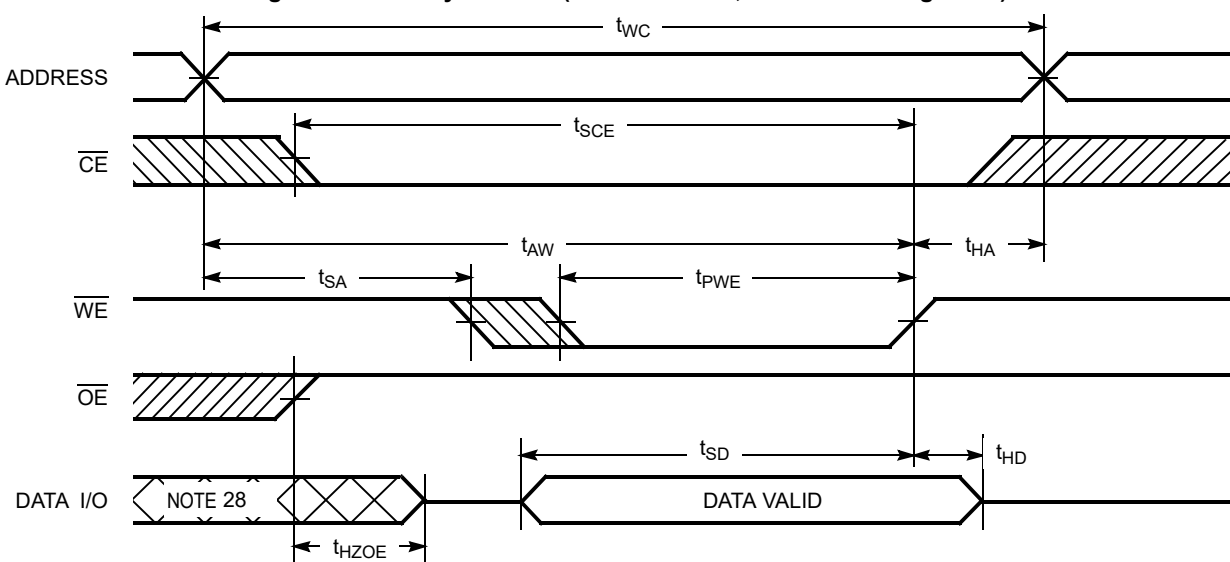 tWC
ADDRESS
tSCE
CE
tAW
tHA
tSA
tPWE
WE
OE
tSD
tHD
DATA I/O
NOTE 28
DATA VALID
tHZOE